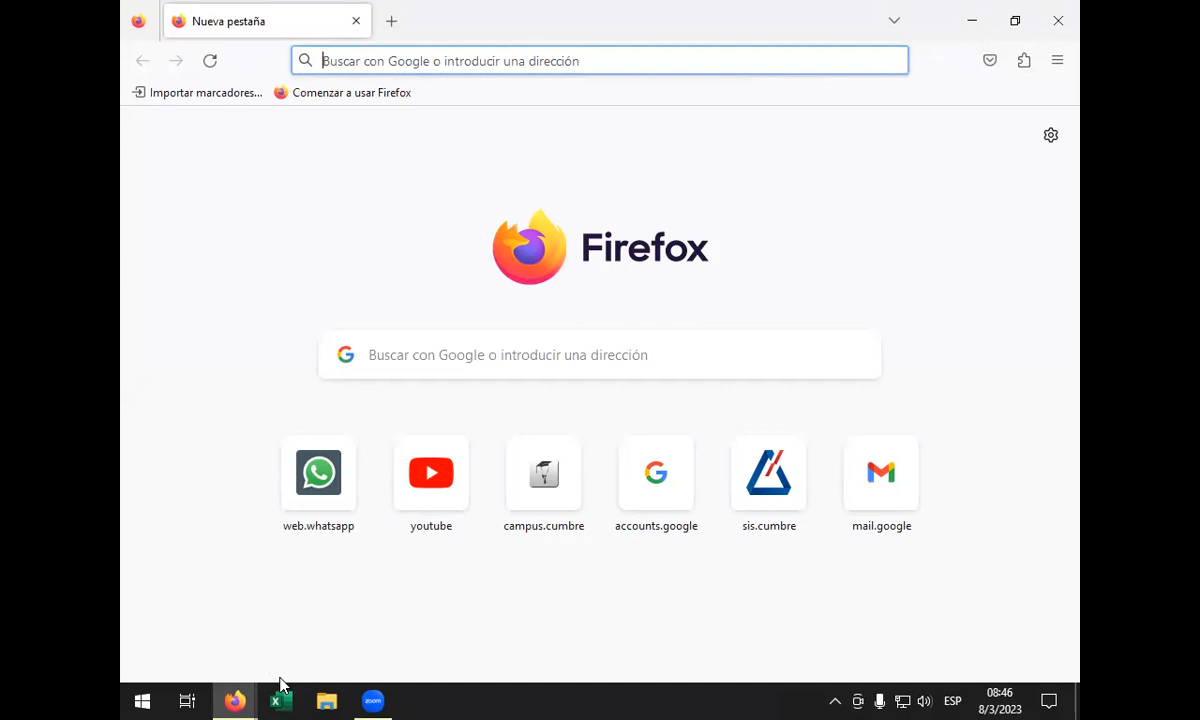 Nueva pestaña
Buscar con Google o introducir una dirección
Importar marcadores...
Comenzar a usar Firefox
Firefox
Buscar con Google o introducir una dirección
web.whatsapp
youtube
campus.cumbre
accounts.google
sis.cumbre
mail.google
zoom
ESP
08:46
8/3/2023